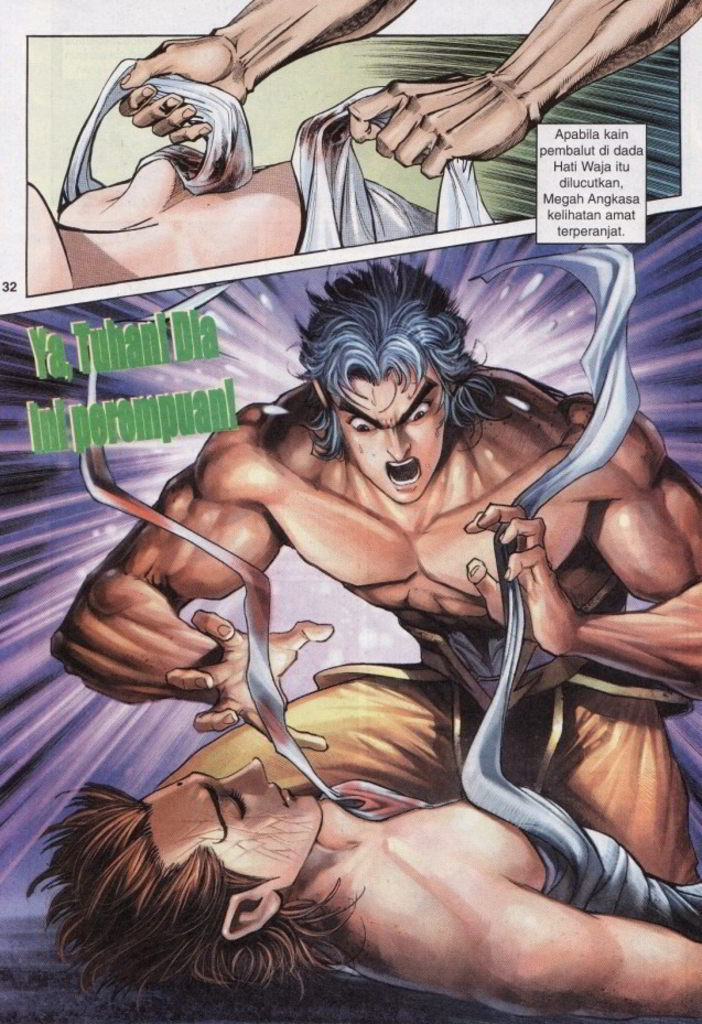 Apabila kain
pembalut di dada
Hati Waja itu
dilucutkan,
Megah Angkasa
kelihatan amat
terperanjat.
32
Ya, Tuhan! Dia
ini perempuan!